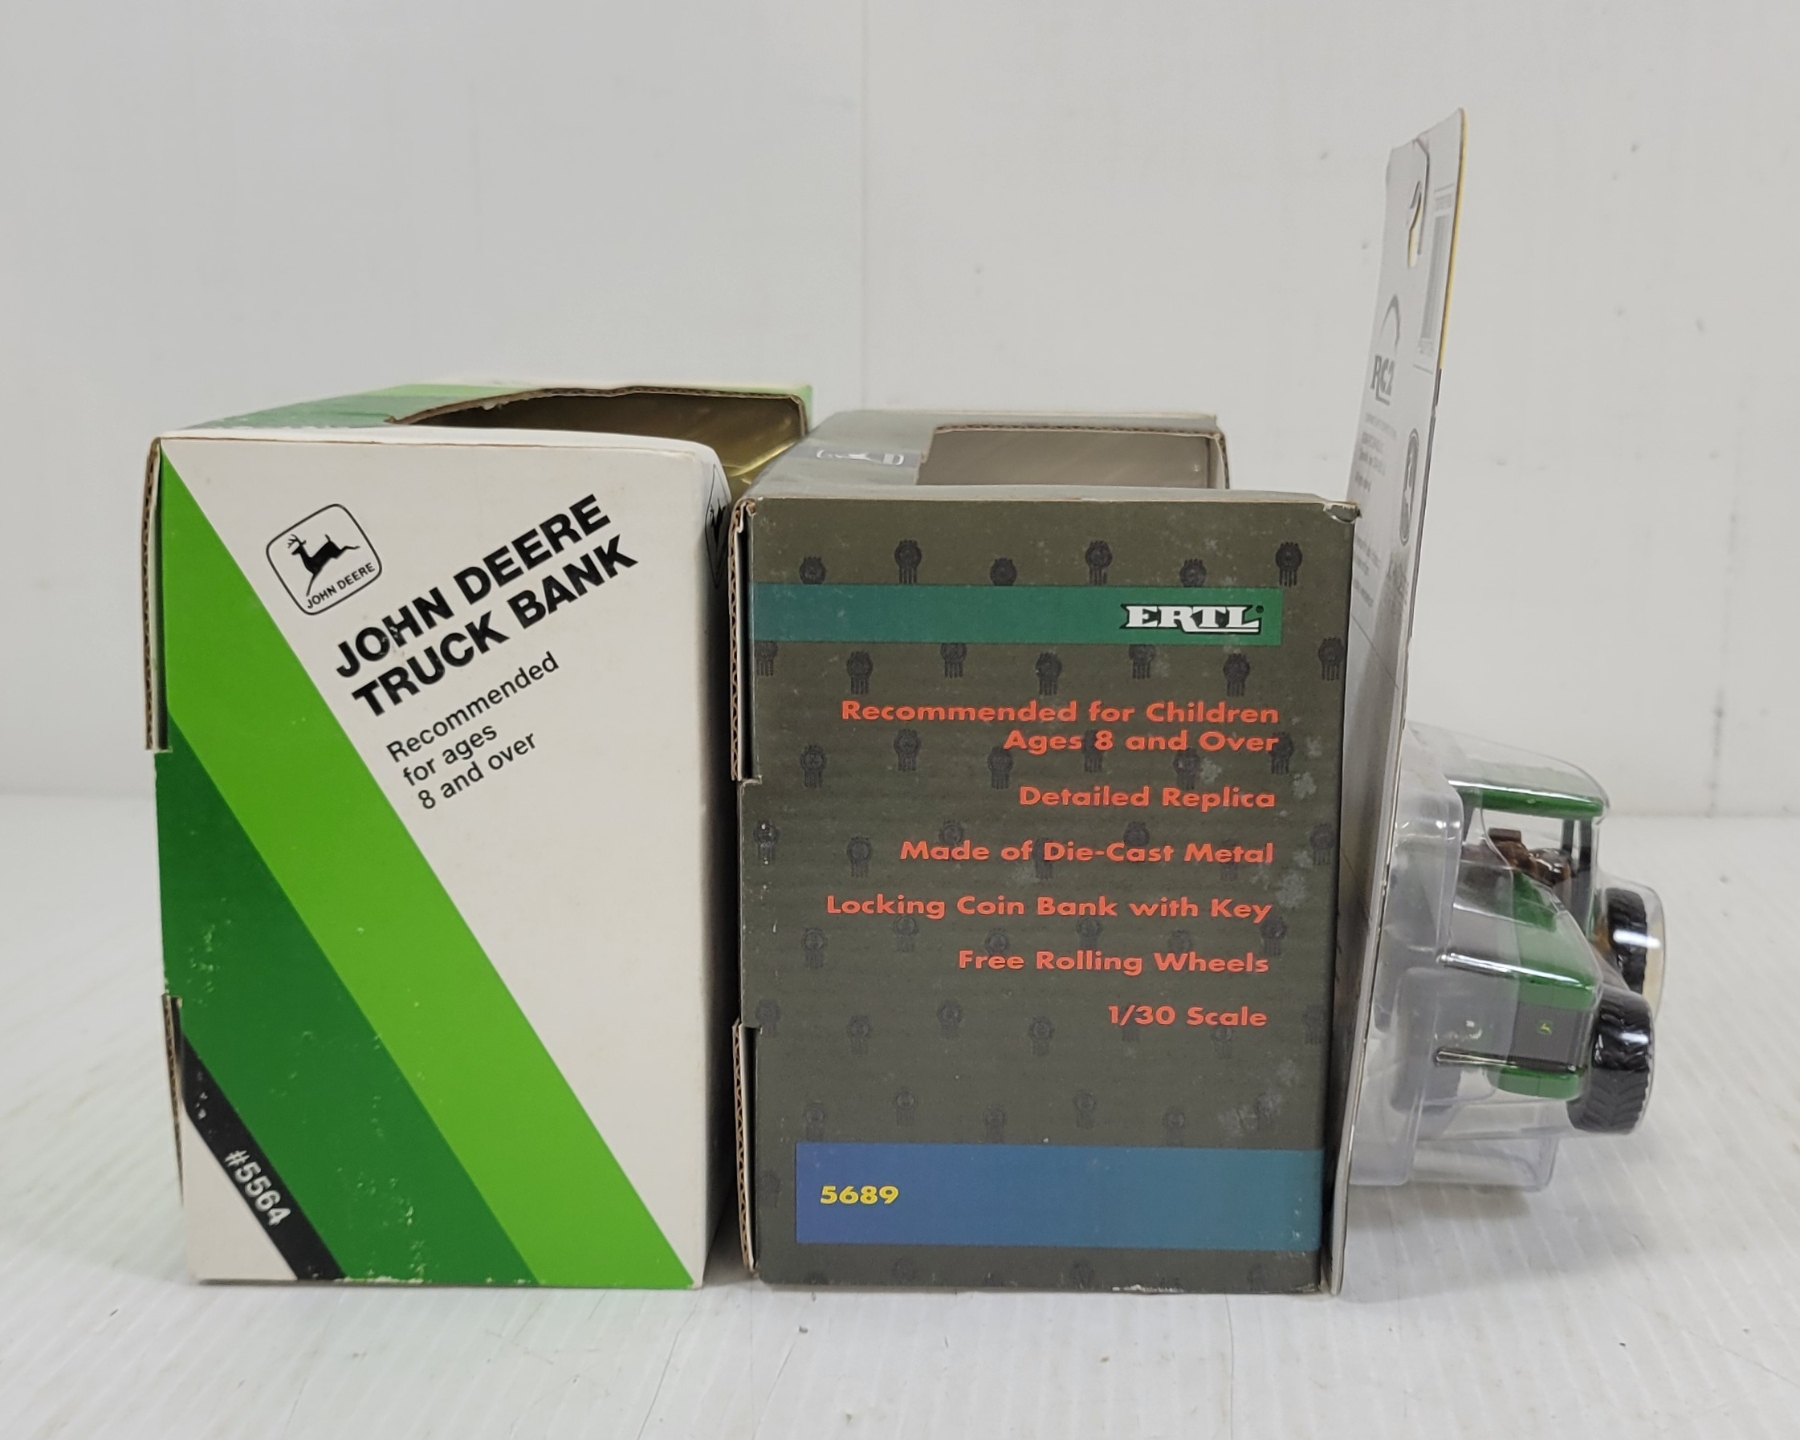 JOHN DEERE
JOHN DEERE
TRUCK BANK
Recommended
for ages
8 and over
#5564
ERTL
Recommended for Children
Ages 8 and Over
Detailed Replica
Made of Die-Cast Metal
Locking Coin Bank with Key
Free Rolling Wheels
1/30 Scale
5689
RC2